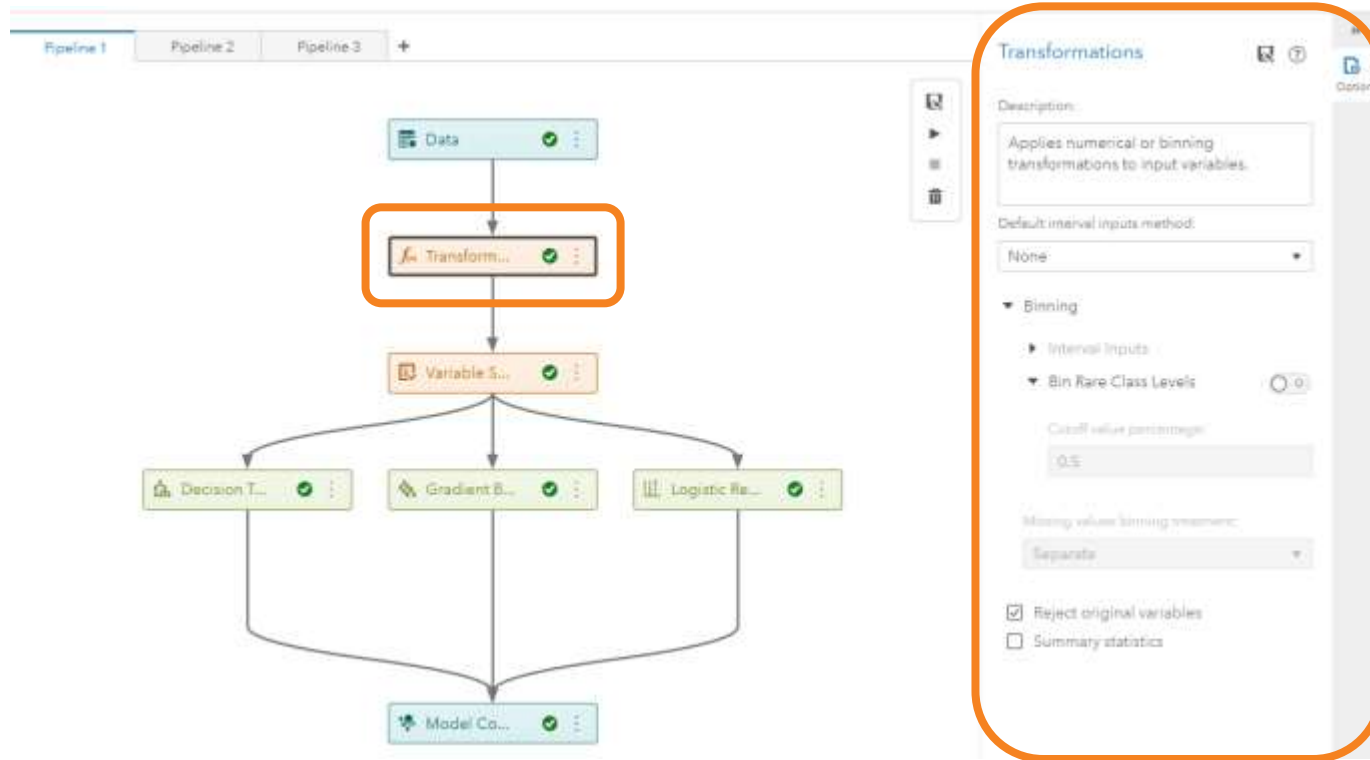 Pipeline 1
Pipeline 2
Pipeline 3
+
Data
Transform...
Variable S...
Decision T...
Gradient B...
Logistic Re...
Model Co...
Transformations
Option
Description:
Applies numerical or binning
transformations to input variables.
Default interval inputs method:
None
Binning
Interval Inputs
Bin Rare Class Levels
Cutoff value percentage:
0.5
Missing values binning treatment:
Separate
Reject original variables
Summary statistics